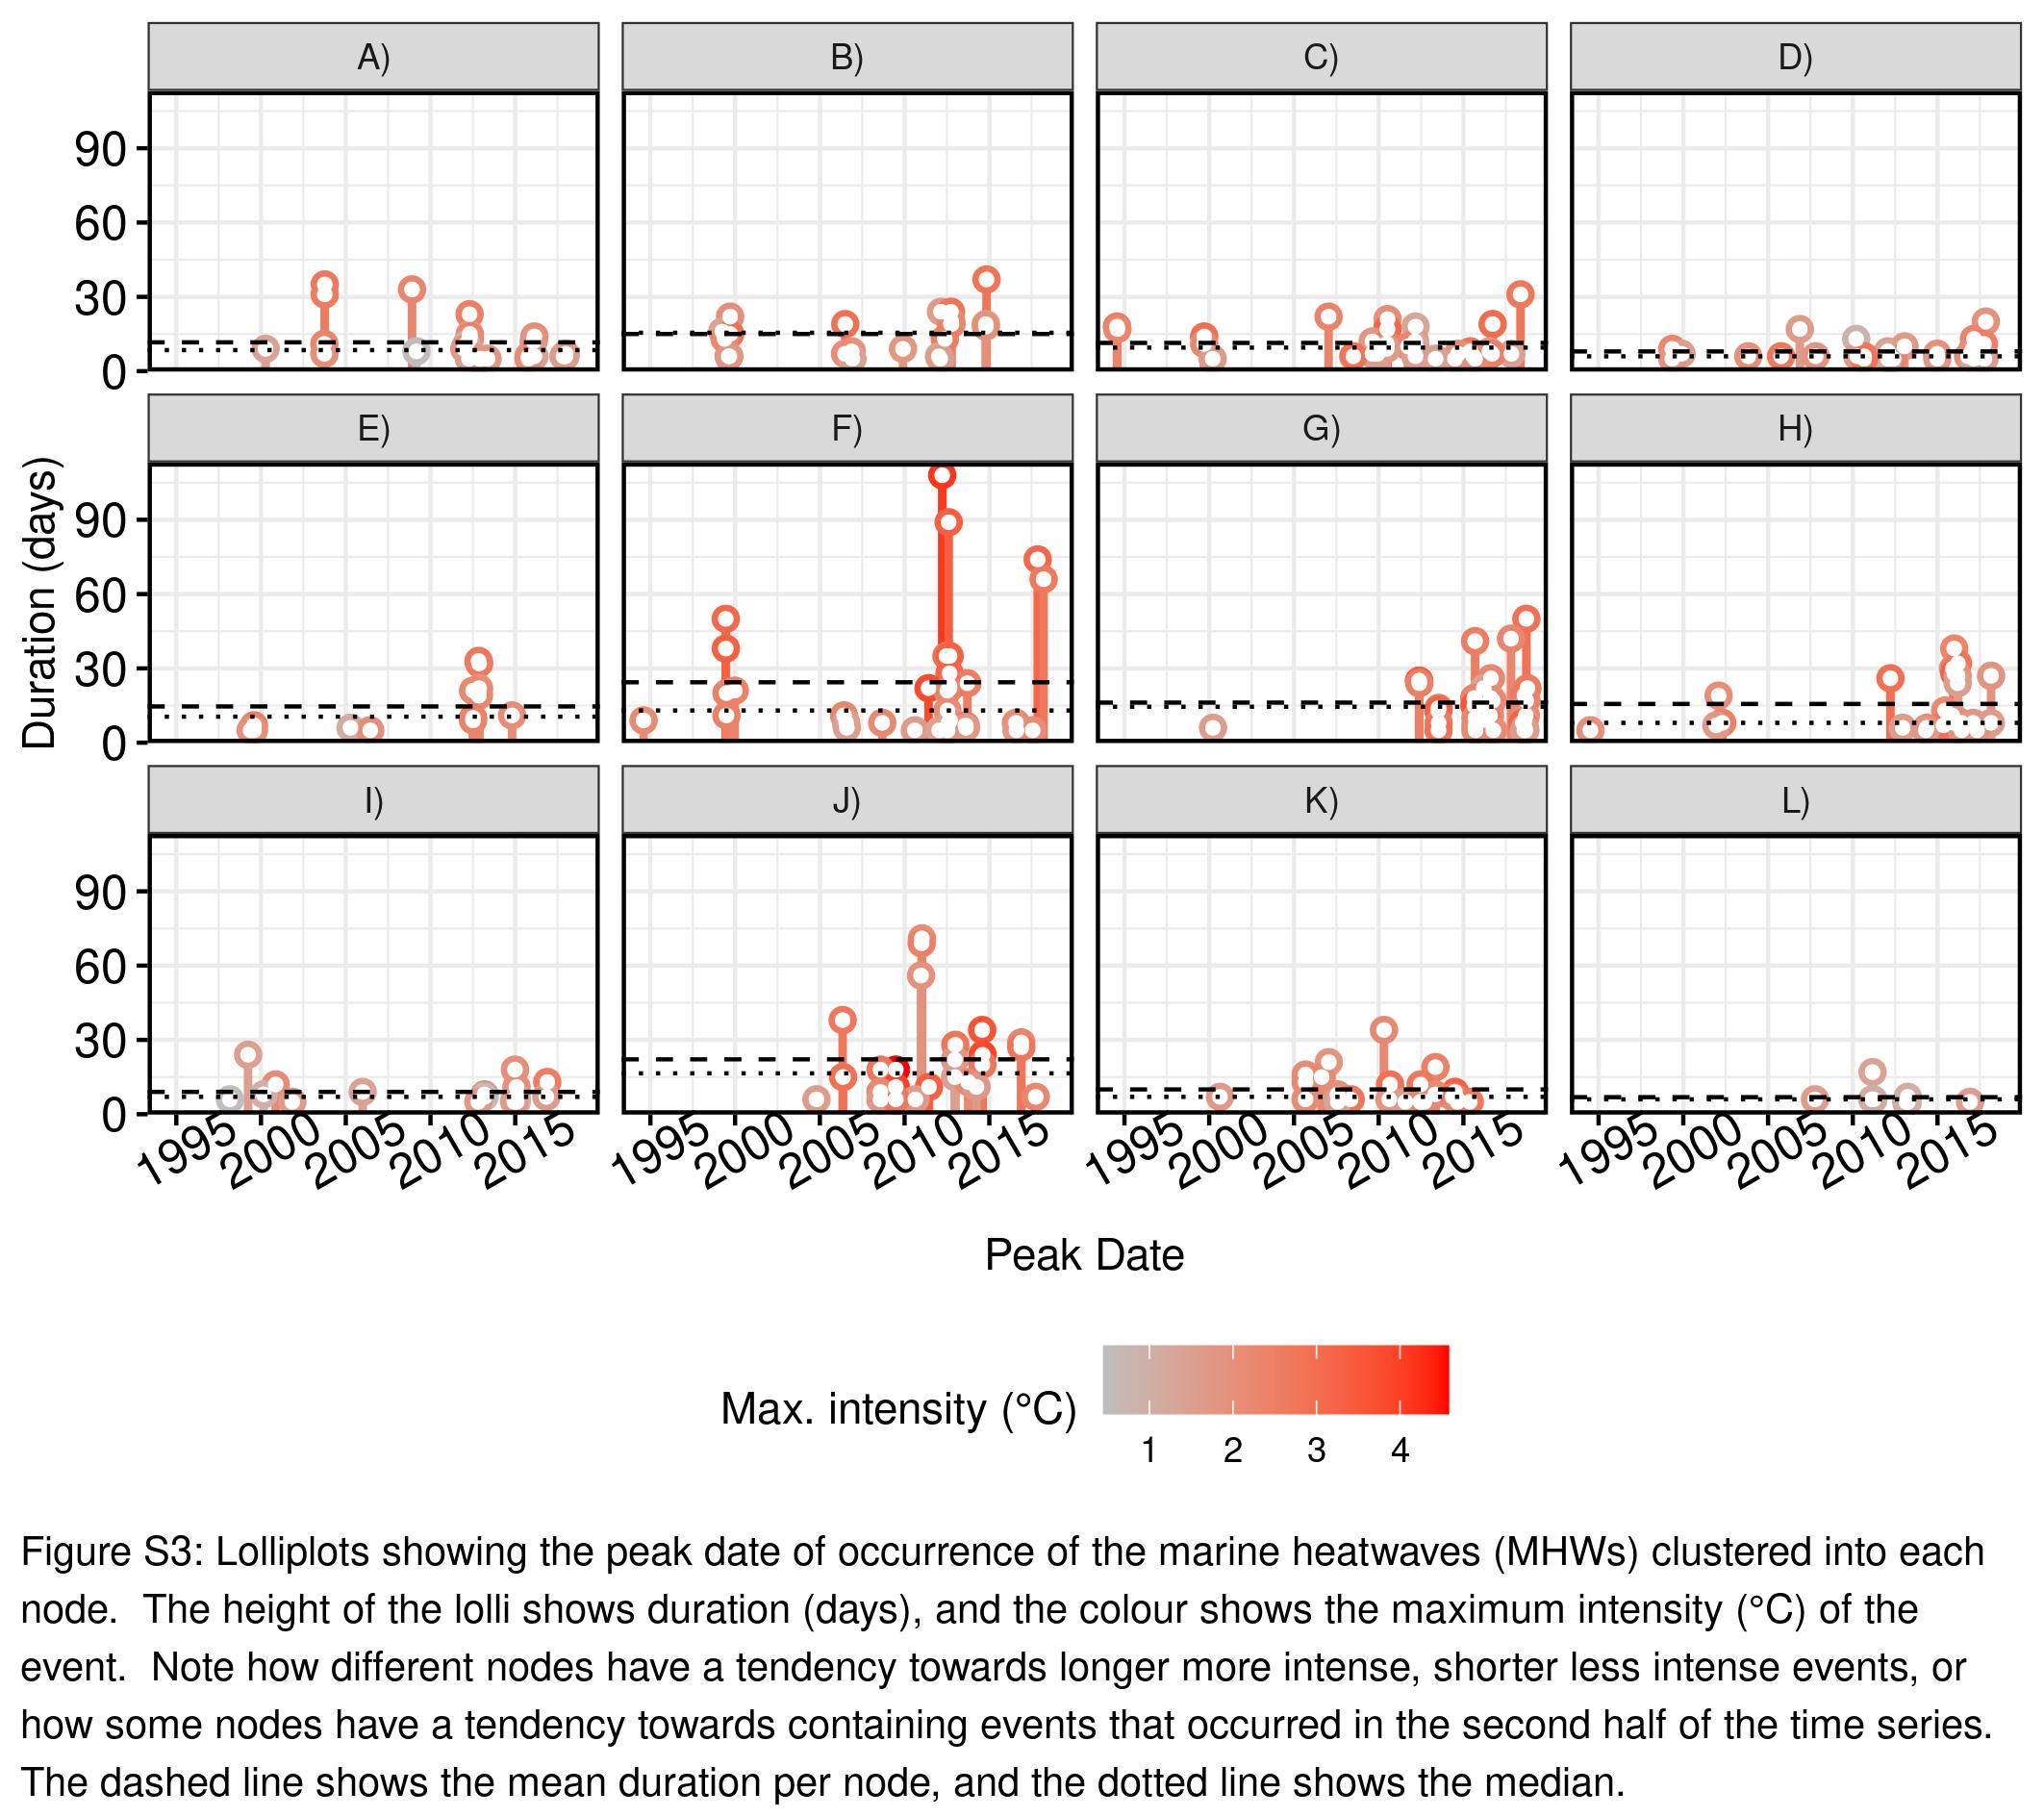 A) B) C) D)
90
60
30
0
E) F) G) H)
Duration (days)
90
60
30
0
I) J) K) L)
90
60
30
0
1995 2000 2005 2010 2015 1995 2000 2005 2010 2015 1995 2000 2005 2010 2015 1995 2000 2005 2010 2015
Peak Date
Max. intensity (°C)
1 2 3 4
Figure S3: Lolliplots showing the peak date of occurrence of the marine heatwaves (MHWs) clustered into each
node.  The height of the lolli shows duration (days), and the colour shows the maximum intensity (°C) of the
event.  Note how different nodes have a tendency towards longer more intense, shorter less intense events, or
how some nodes have a tendency towards containing events that occurred in the second half of the time series.
The dashed line shows the mean duration per node, and the dotted line shows the median.